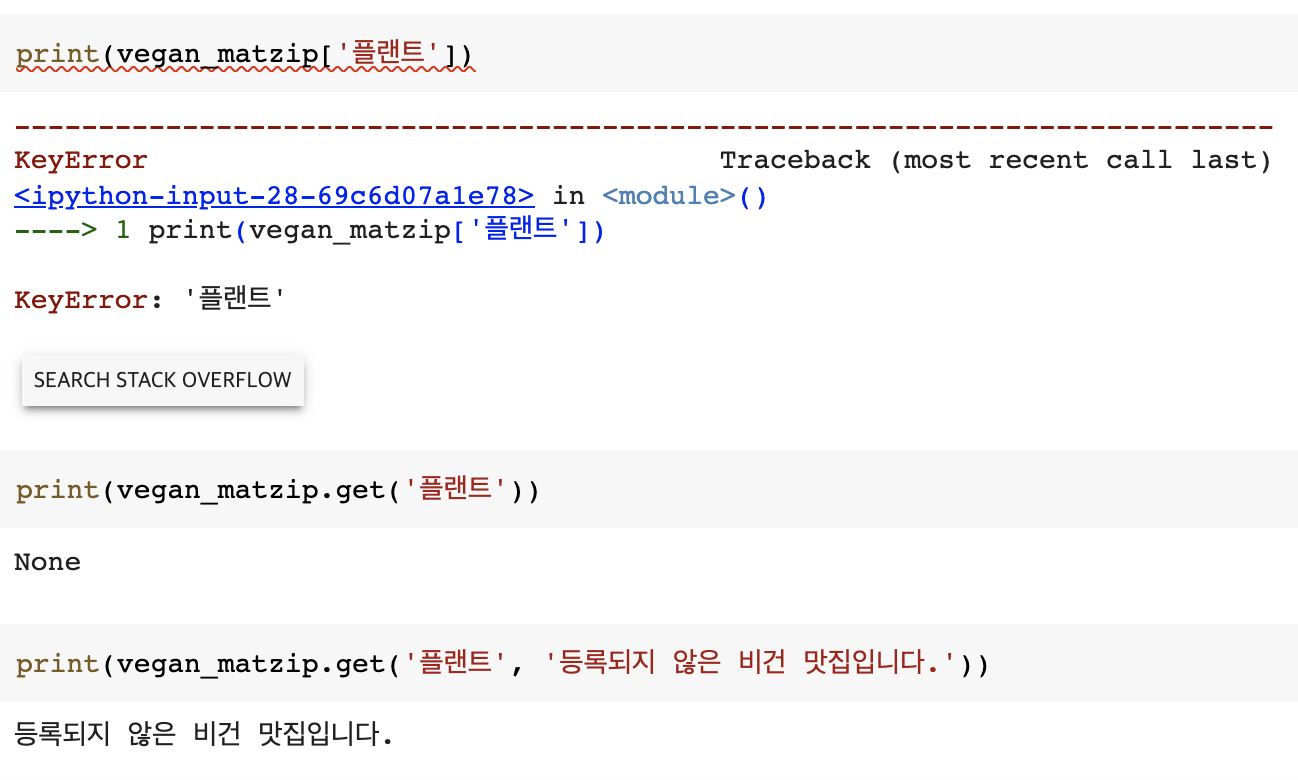 print(vegan_matzip['플랜트'])
---------------------------------------------------------------------------
KeyError Traceback (most recent call last)
<ipython-input-28-69c6d07a1e78> in <module>()
----> 1 print(vegan_matzip['플랜트'])
KeyError: '플랜트'
SEARCH STACK OVERFLOW
print(vegan_matzip.get('플랜트'))
None
print(vegan_matzip.get('플랜트', '등록되지 않은 비건 맛집입니다.'))
등록되지 않은 비건 맛집입니다.